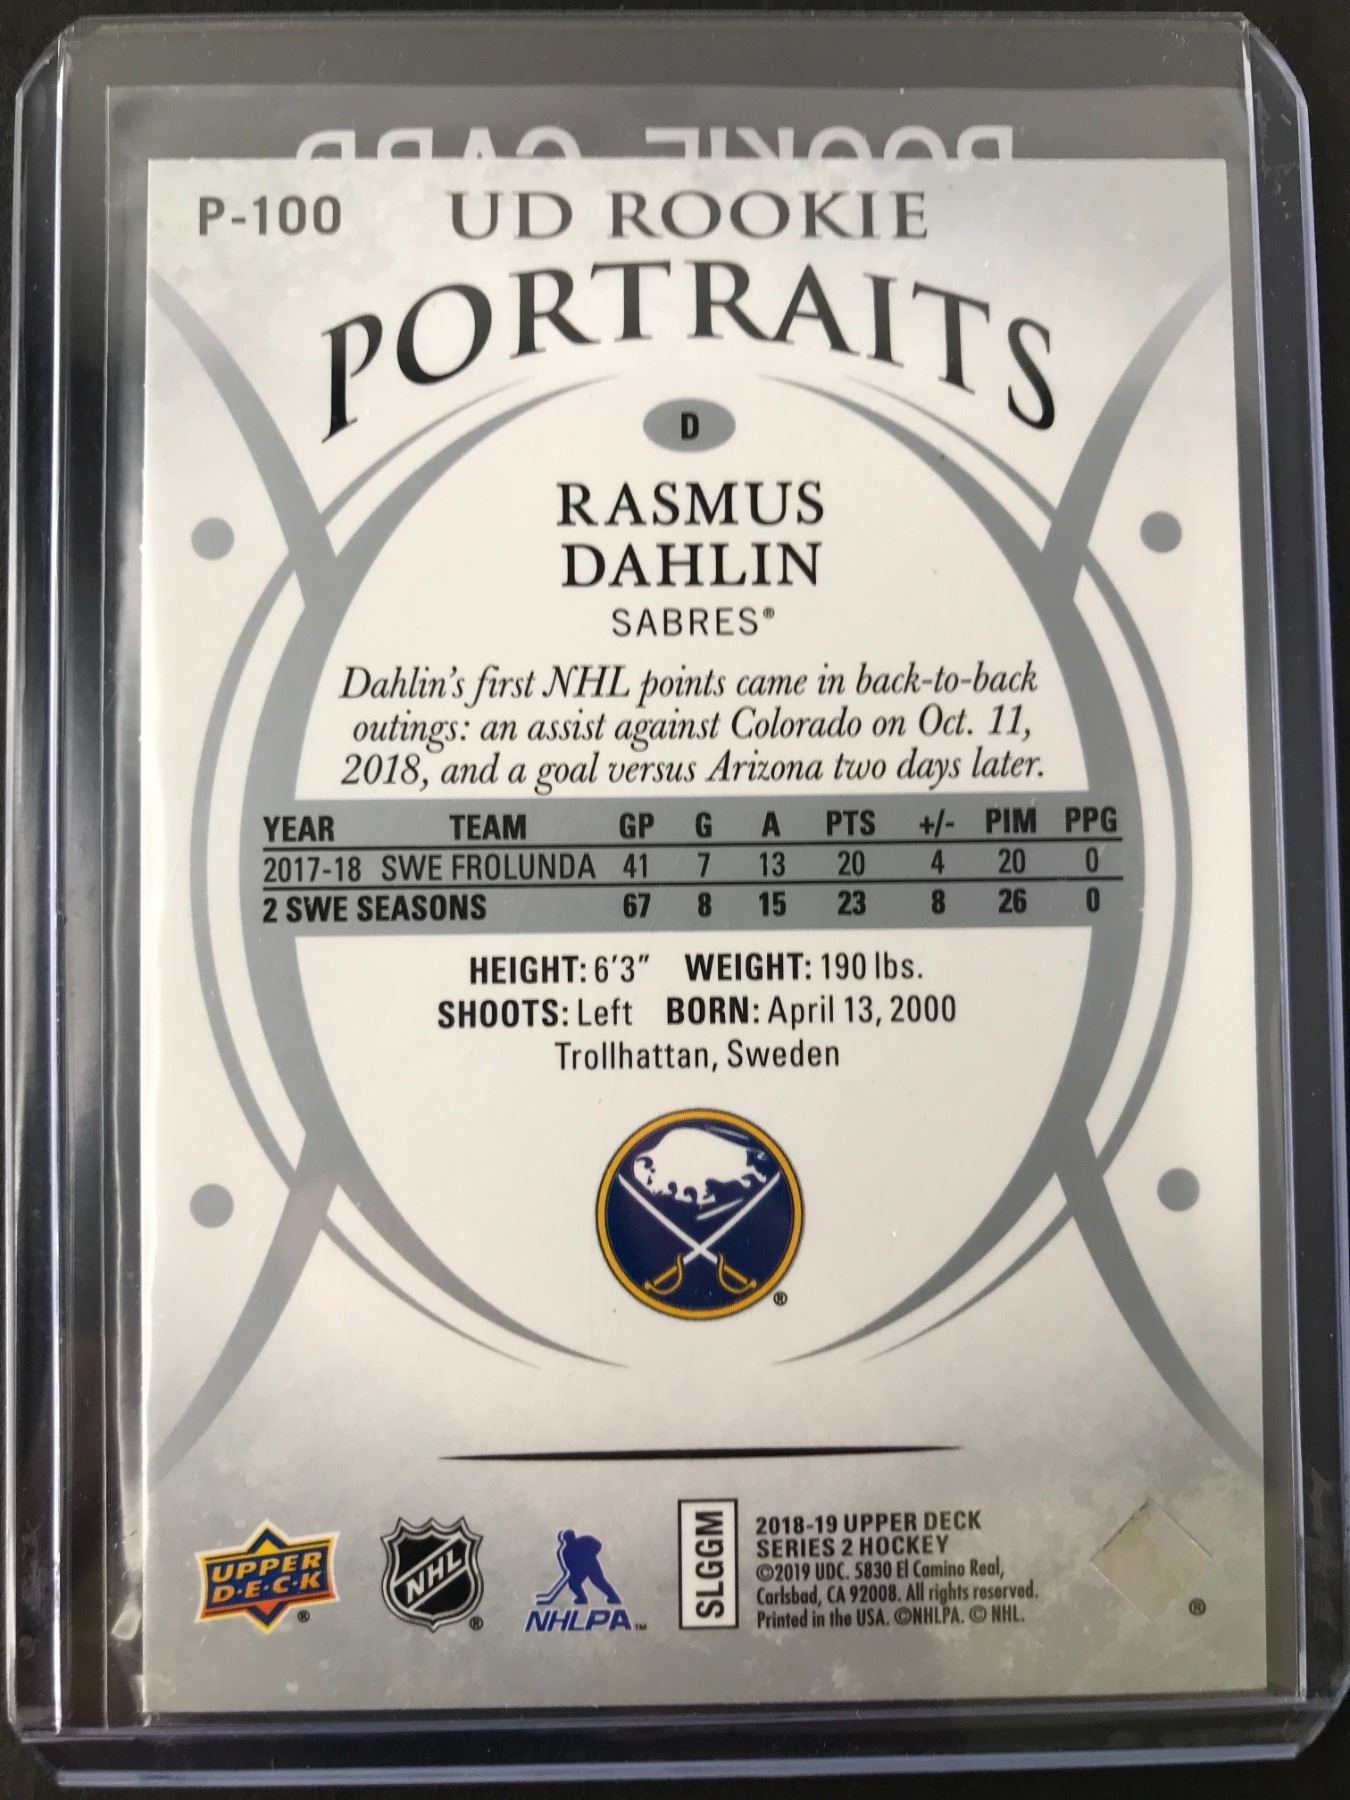 ROOKIE CARD
P-100
UD ROOKIE
PORTRAITS
D
RASMUS
DAHLIN
SABRES®
Dahlin's first NHL points came in back-to-back
outings: an assist against Colorado on Oct. 11,
2018, and a goal versus Arizona two days later.
YEAR TEAM GP G A PTS +/- PIM PPG
2017-18 SWE FROLUNDA 41 7 13 20 4 20 0
2 SWE SEASONS 67 8 15 23 8 26 0
HEIGHT: 6'3" WEIGHT: 190 lbs.
SHOOTS: Left BORN: April 13, 2000
Trollhattan, Sweden
®
UPPER
D·E·C·K
®
NHL
®
NHLPA™
SLGGM
2018-19 UPPER DECK
SERIES 2 HOCKEY
©2019 UDC. 5830 El Camino Real,
Carlsbad, CA 92008. All rights reserved.
Printed in the USA. ©NHLPA. © NHL.
®